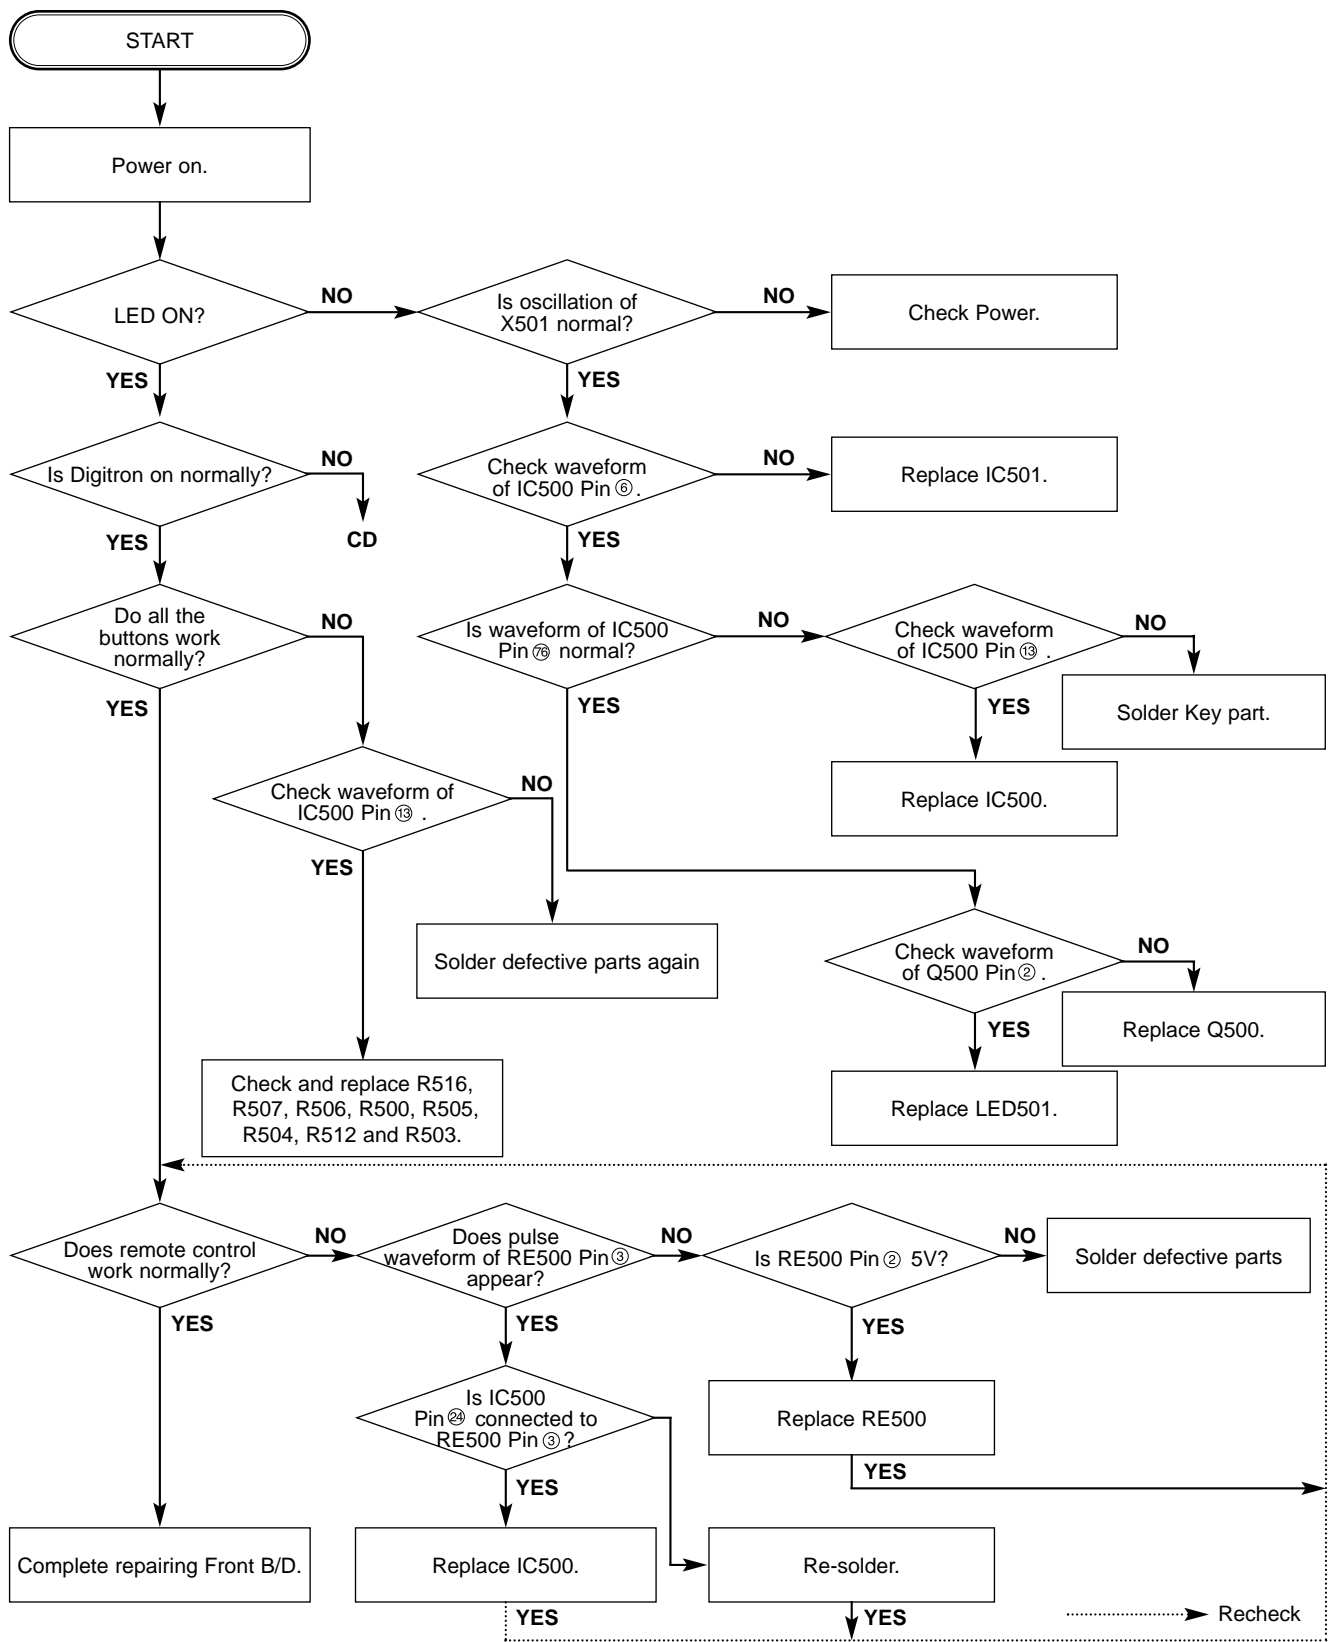 START
Power on.
LED ON?
NO
Is oscillation of
X501 normal?
NO
Check Power.
YES
YES
Is Digitron on normally?
NO
CD
Check waveform
of IC500 Pin ⑥.
NO
Replace IC501.
YES
YES
Do all the
buttons work
normally?
NO
Is waveform of IC500
Pin 76 normal?
NO
Check waveform
of IC500 Pin ⑬ .
NO
Solder Key part.
YES
YES
YES
Replace IC500.
Check waveform of
IC500 Pin ⑬ .
NO
YES
Solder defective parts again
Check waveform
of Q500 Pin ② .
NO
Replace Q500.
YES
Replace LED501.
Check and replace R516,
R507, R506, R500, R505,
R504, R512 and R503.
Does remote control
work normally?
NO
Does pulse
waveform of RE500 Pin ③
appear?
NO
Is RE500 Pin ② 5V?
NO
Solder defective parts
YES
YES
YES
Is IC500
Pin ㉔ connected to
RE500 Pin ③ ?
Replace RE500
YES
YES
Complete repairing Front B/D.
Replace IC500.
Re-solder.
YES
YES
Recheck